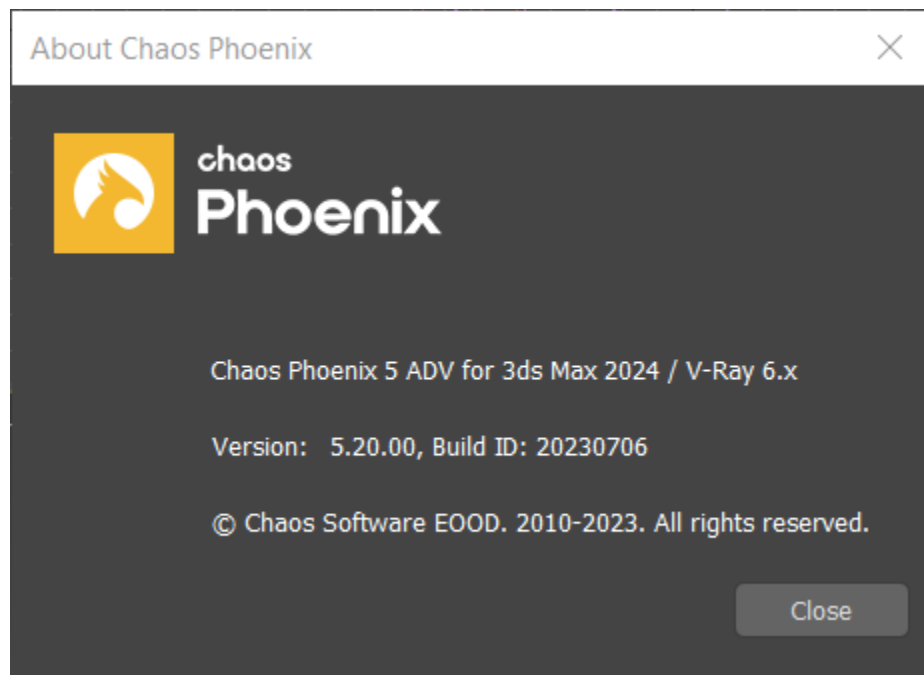 About Chaos Phoenix
chaos
Phoenix
Chaos Phoenix 5 ADV for 3ds Max 2024 / V-Ray 6.x
Version: 5.20.00, Build ID: 20230706
© Chaos Software EOOD. 2010-2023. All rights reserved.
Close